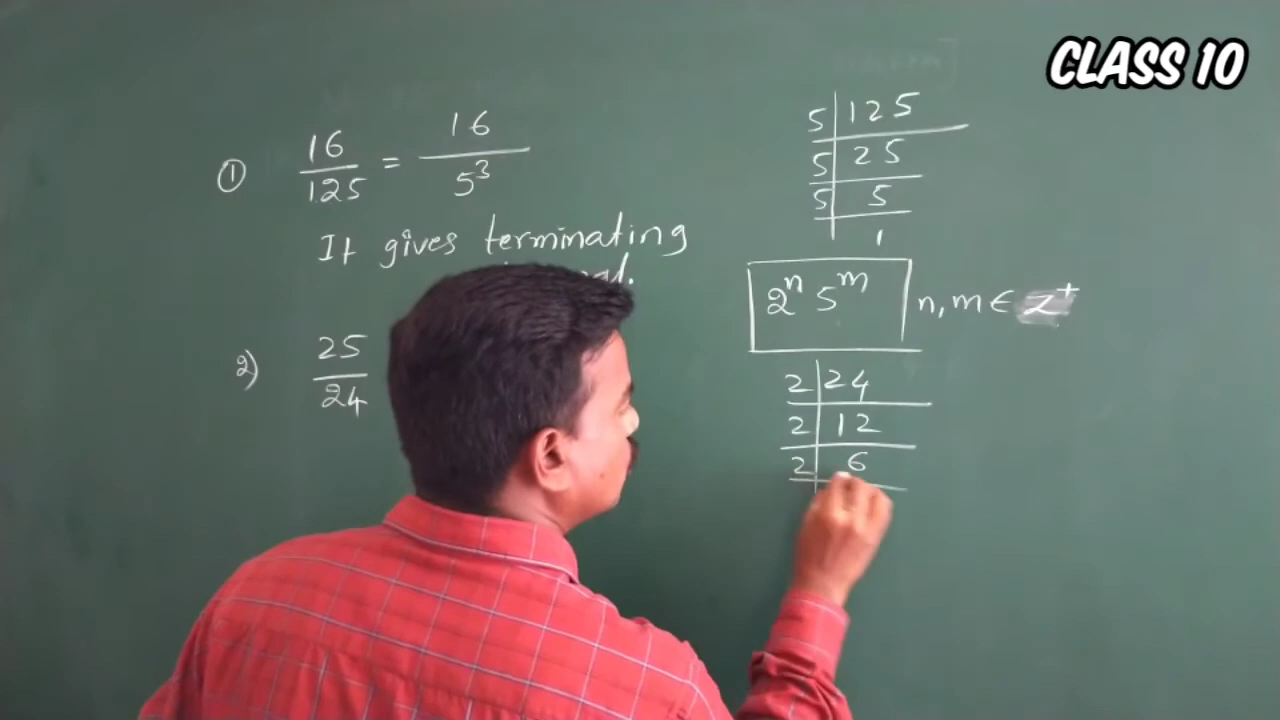 CLASS 10
① 16/125 = 16/5³
It gives terminating
2) 25/24
5 | 125
5 | 25
5 | 5
1
2ⁿ 5ᵐ n, m ∈ Z⁺
2 | 24
2 | 12
2 | 6